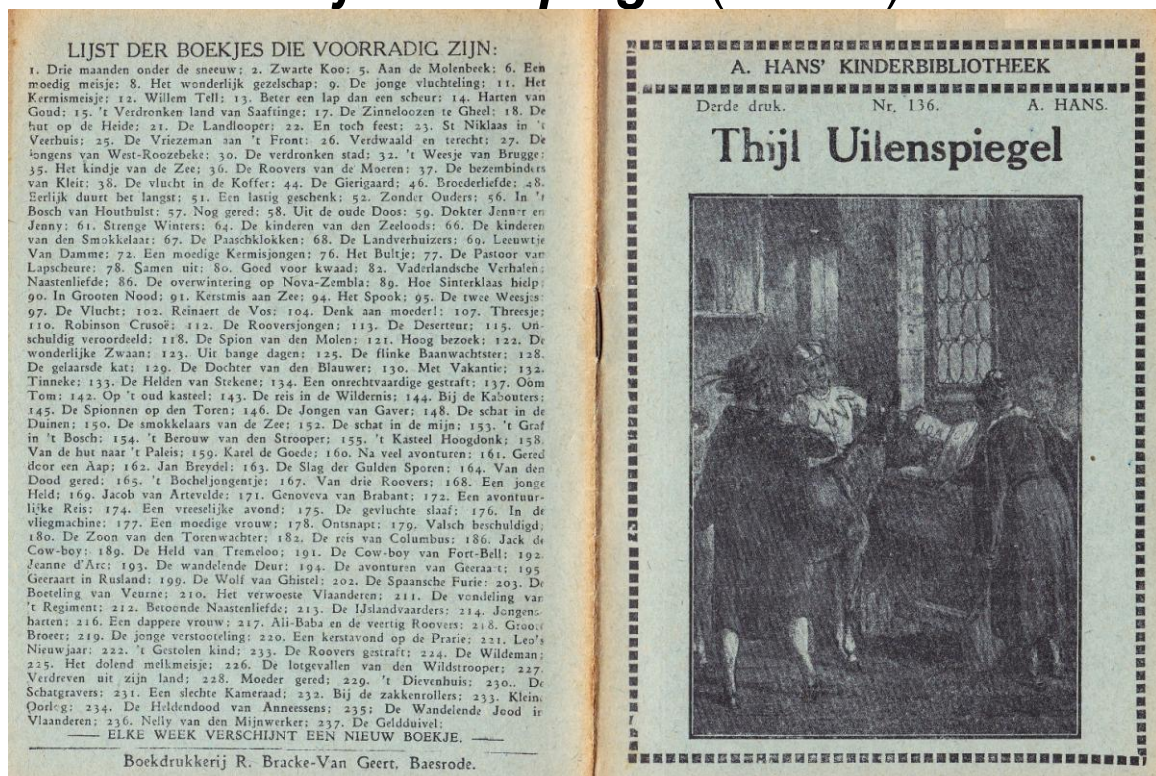 LIJST DER BOEKJES DIE VOORRADIG ZIJN:
1. Drie maanden onder de sneeuw; 2. Zwarte Koo; 5. Aan de Molenbeek; 6. Een
moedig meisje; 8. Het wonderlijk gezelschap; 9. De jonge vluchteling; 11. Het
Kermismeisje; 12. Willem Tell; 13. Beter een lap dan een scheur; 14. Harten van
Goud; 15. 't Verdronken land van Saaftinge; 17. De Zinneloozen te Gheel; 18. De
hut op de Heide; 21. De Landlooper; 22. En toch feest; 23. St Niklaas in 't
Veerhuis; 25. De Vriezeman aan 't Front; 26. Verdwaald en terecht; 27. De
jongens van West-Roozebeke; 30. De verdronken stad; 32. 't Weesje van Brugge;
35. Het kindje van de Zee; 36. De Roovers van de Moeren; 37. De bezembinders
van Kleit; 38. De vlucht in de Koffer; 44. De Gierigaard; 46. Broederliefde; 48.
Eerlijk duurt het langst; 51. Een lastig geschenk; 52. Zonder Ouders; 56. In 't
Bosch van Houthulst; 57. Nog gered; 58. Uit de oude Doos; 59. Dokter Jenner en
Jenny; 61. Strenge Winters; 64. De kinderen van den Zeeloods; 66. De kinderen
van den Smokkelaar; 67. De Paaschklokken; 68. De Landverhuizers; 69. Leeuwtje
Van Damme; 72. Een moedige Kermisjongen; 76. Het Bultje; 77. De Pastoor van
Lapscheure; 78. Samen uit; 80. Goed voor kwaad; 82. Vaderlandsche Verhalen;
Naastenliefde; 86. De overwintering op Nova-Zembla; 89. Hoe Sinterklaas hielp;
90. In Grooten Nood; 91. Kerstmis aan Zee; 94. Het Spook; 95. De twee Weesjes;
97. De Vlucht; 102. Reinaert de Vos; 104. Denk aan moeder!; 107. Threesje;
110. Robinson Crusoë; 112. De Rooversjongen; 113. De Deserteur; 115. On-
schuldig veroordeeld; 118. De Spion van den Molen; 121. Hoog bezoek; 122. De
wonderlijke Zwaan; 123. Uit bange dagen; 125. De flinke Baanwachtster; 128.
De gelaarsde kat; 129. De Dochter van den Blauwer; 130. Met Vakantie; 132.
Tinneke; 133. De Helden van Stekene; 134. Een onrechtvaardige gestraft; 137. Oom
Tom; 142. Op 't oud kasteel; 143. De reis in de Wildernis; 144. Bij de Kabouters;
145. De Spionnen op den Toren; 146. De Jongen van Gaver; 148. De schat in de
Duinen; 150. De smokkelaars van de Zee; 152. De schat in de mijn; 153. 't Graf
in 't Bosch; 154. 't Berouw van den Strooper; 155. 't Kasteel Hoogdonk; 158.
Van de hut naar 't Paleis; 159. Karel de Goede; 160. Na veel avonturen; 161. Gered
door een Aap; 162. Jan Breydel; 163. De Slag der Gulden Sporen; 164. Van den
Dood gered; 165. 't Bocheljongentje; 167. Van drie Roovers; 168. Een jonge
Held; 169. Jacob van Artevelde; 171. Genoveva van Brabant; 172. Een avontuur-
lijke Reis; 174. Een vreeselijke avond; 175. De gevluchte slaaf; 176. In de
vliegmachine; 177. Een moedige vrouw; 178. Ontsnapt; 179. Valsch beschuldigd;
180. De Zoon van den Torenwachter; 182. De reis van Columbus; 186. Jack de
Cow-boy; 189. De Held van Tremeloo; 191. De Cow-boy van Fort-Bell; 192.
Jeanne d'Arc; 193. De wandelende Deur; 194. De avonturen van Geeraart; 195
Geeraart in Rusland; 199. De Wolf van Ghistel; 202. De Spaansche Furie; 203. De
Boeteling van Veurne; 210. Het verwoeste Vlaanderen; 211. De vondeling van
't Regiment; 212. Beloonde Naastenliefde; 213. De IJslandvaarders; 214. Jongens-
harten; 216. Een dappere vrouw; 217. Ali-Baba en de veertig Roovers; 218. Groot
Broer; 219. De jonge verstooteling; 220. Een kerstavond op de Prarie; 221. Leo's
Nieuwjaar; 222. 't Gestolen kind; 233. De Roovers gestraft; 224. De Wildeman;
225. Het dolend melkmeisje; 226. De lotgevallen van den Wildstrooper; 227.
Verdreven uit zijn land; 228. Moeder gered; 229. 't Dievenhuis; 230.. De
Schatgravers; 231. Een slechte Kameraad; 232. Bij de zakkenrollers; 233. Kleine
Oorlog; 234. De Heldendood van Anneessens; 235; De Wandelende Jood in
Vlaanderen; 236. Nelly van den Mijnwerker; 237. De Geldduivel;
ELKE WEEK VERSCHIJNT EEN NIEUW BOEKJE.
Boekdrukkerij R. Bracke-Van Geert, Baesrode.
A. HANS' KINDERBIBLIOTHEEK
Derde druk. Nr. 136. A. HANS.
Thijl Uilenspiegel